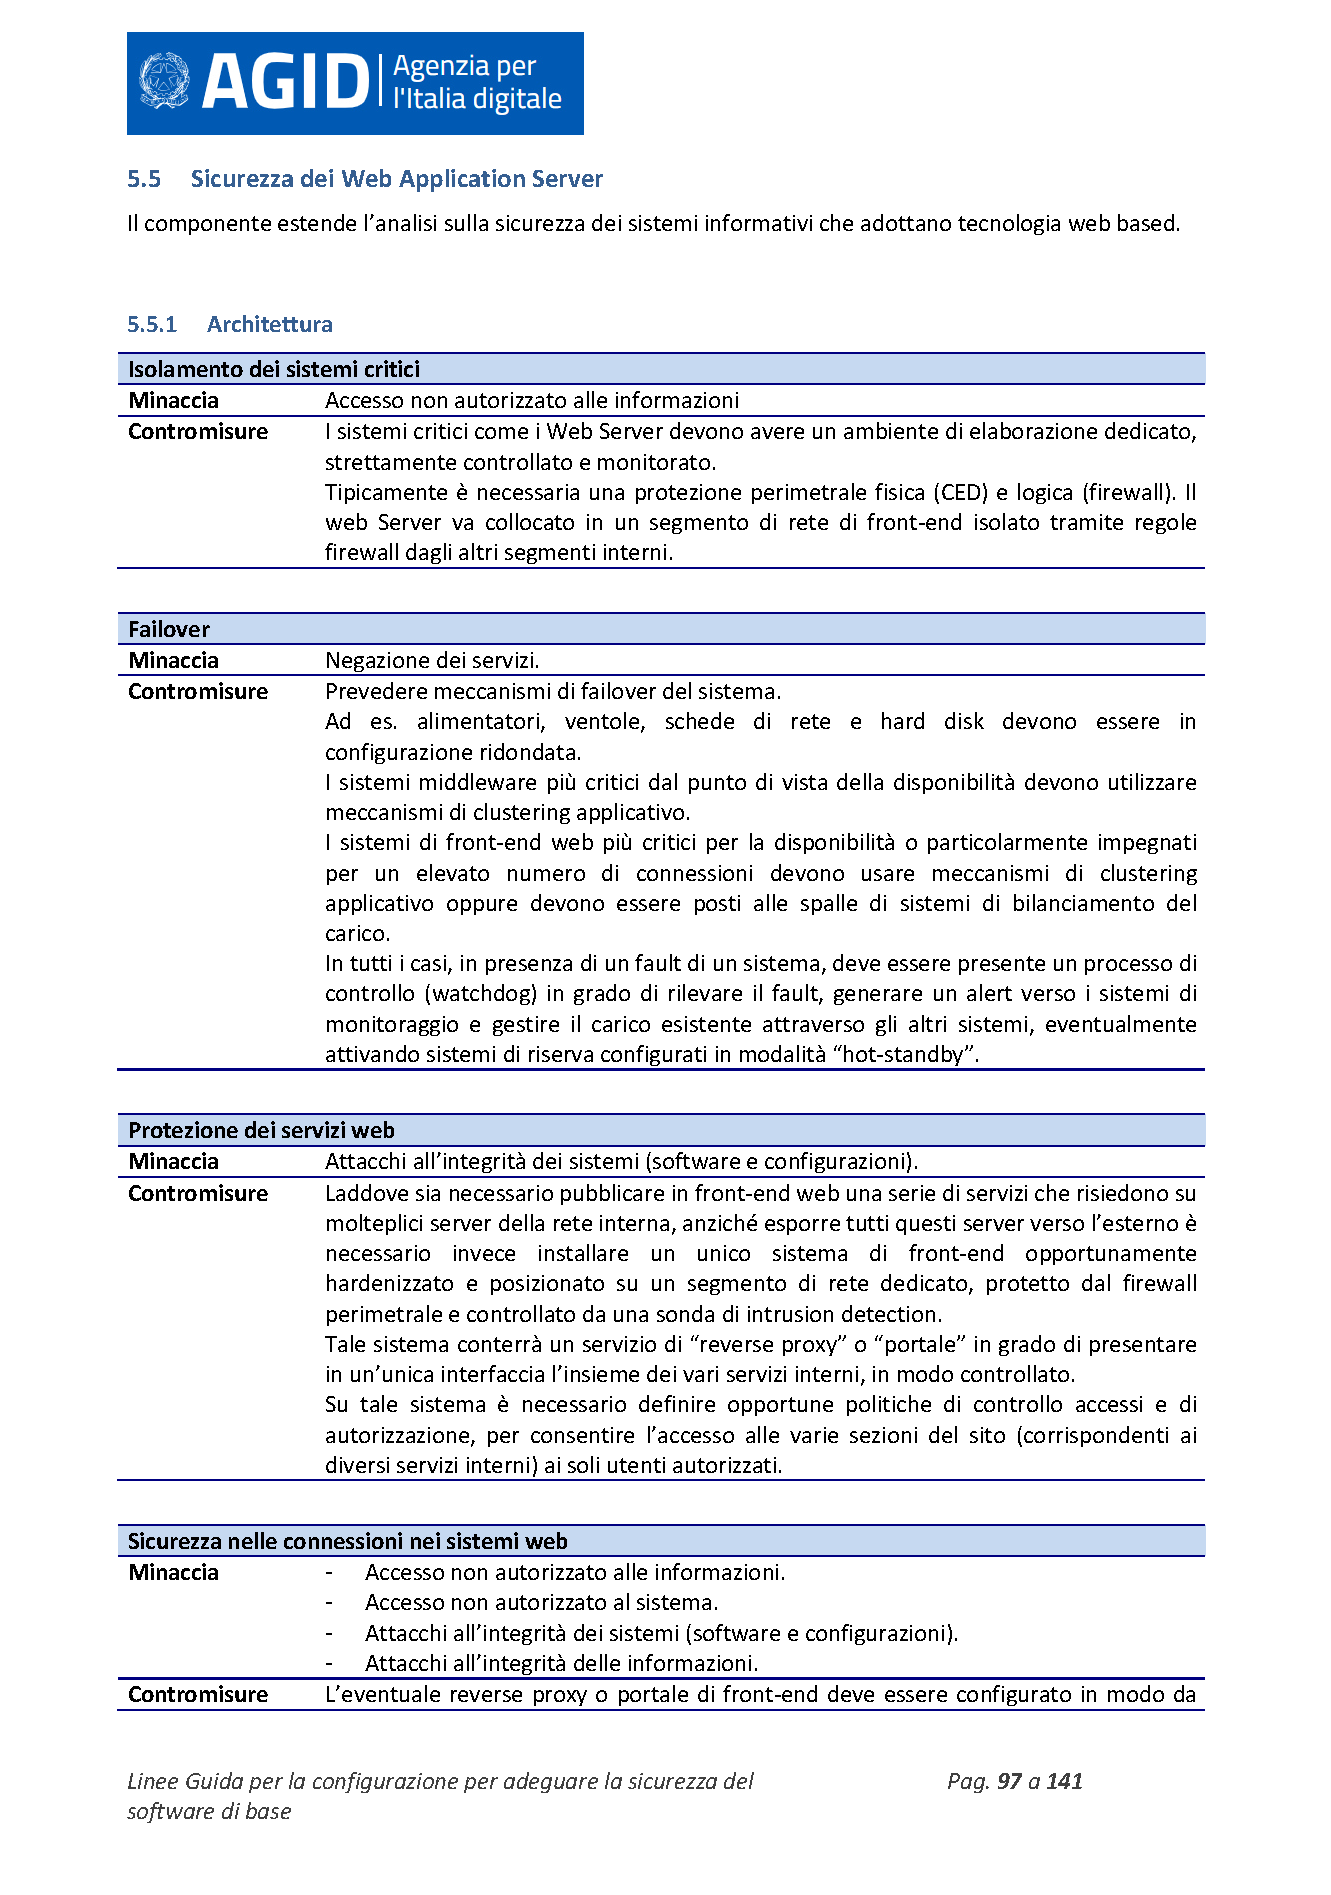 AGID Agenzia per
l'Italia digitale
5.5 Sicurezza dei Web Application Server
Il componente estende l’analisi sulla sicurezza dei sistemi informativi che adottano tecnologia web based.
5.5.1 Architettura
Isolamento dei sistemi critici
Minaccia Accesso non autorizzato alle informazioni
Contromisure I sistemi critici come i Web Server devono avere un ambiente di elaborazione dedicato,
strettamente controllato e monitorato.
Tipicamente è necessaria una protezione perimetrale fisica (CED) e logica (firewall). Il
web Server va collocato in un segmento di rete di front-end isolato tramite regole
firewall dagli altri segmenti interni.
Failover
Minaccia Negazione dei servizi.
Contromisure Prevedere meccanismi di failover del sistema.
Ad es. alimentatori, ventole, schede di rete e hard disk devono essere in
configurazione ridondata.
I sistemi middleware più critici dal punto di vista della disponibilità devono utilizzare
meccanismi di clustering applicativo.
I sistemi di front-end web più critici per la disponibilità o particolarmente impegnati
per un elevato numero di connessioni devono usare meccanismi di clustering
applicativo oppure devono essere posti alle spalle di sistemi di bilanciamento del
carico.
In tutti i casi, in presenza di un fault di un sistema, deve essere presente un processo di
controllo (watchdog) in grado di rilevare il fault, generare un alert verso i sistemi di
monitoraggio e gestire il carico esistente attraverso gli altri sistemi, eventualmente
attivando sistemi di riserva configurati in modalità “hot-standby”.
Protezione dei servizi web
Minaccia Attacchi all’integrità dei sistemi (software e configurazioni).
Contromisure Laddove sia necessario pubblicare in front-end web una serie di servizi che risiedono su
molteplici server della rete interna, anziché esporre tutti questi server verso l’esterno è
necessario invece installare un unico sistema di front-end opportunamente
hardenizzato e posizionato su un segmento di rete dedicato, protetto dal firewall
perimetrale e controllato da una sonda di intrusion detection.
Tale sistema conterrà un servizio di “reverse proxy” o “portale” in grado di presentare
in un’unica interfaccia l’insieme dei vari servizi interni, in modo controllato.
Su tale sistema è necessario definire opportune politiche di controllo accessi e di
autorizzazione, per consentire l’accesso alle varie sezioni del sito (corrispondenti ai
diversi servizi interni) ai soli utenti autorizzati.
Sicurezza nelle connessioni nei sistemi web
Minaccia - Accesso non autorizzato alle informazioni.
- Accesso non autorizzato al sistema.
- Attacchi all’integrità dei sistemi (software e configurazioni).
- Attacchi all’integrità delle informazioni.
Contromisure L’eventuale reverse proxy o portale di front-end deve essere configurato in modo da
Linee Guida per la configurazione per adeguare la sicurezza del Pag. 97 a 141
software di base